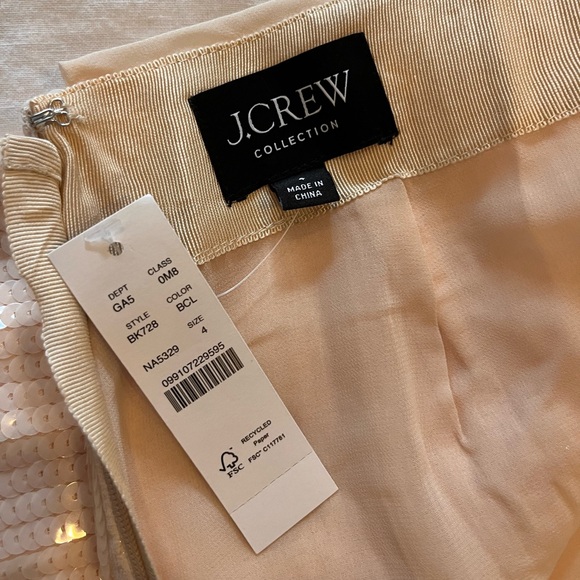 J.CREW
COLLECTION
4
MADE IN
CHINA
DEPT CLASS
GA5 0M8
STYLE COLOR
BK728 BCL
SIZE
NA5329 4
099107229595
RECYCLED
Paper
FSC® C117781
FSC